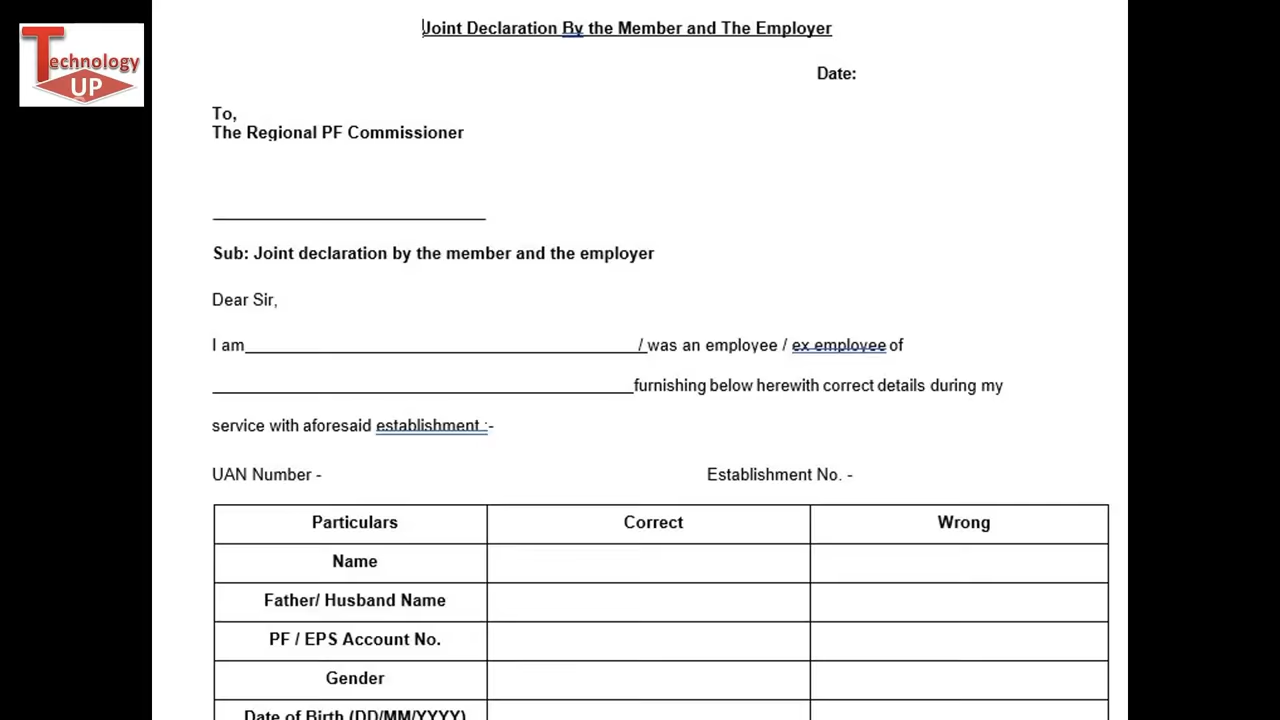 Technology
UP
Joint Declaration By the Member and The Employer
Date:
To,
The Regional PF Commissioner
Sub: Joint declaration by the member and the employer
Dear Sir,
I am______________________/ was an employee / ex employee of
______________________furnishing below herewith correct details during my
service with aforesaid establishment :-
UAN Number - Establishment No. -
Particulars Correct Wrong
Name
Father/ Husband Name
PF / EPS Account No.
Gender
Date of Birth (DD/MM/YYYY)